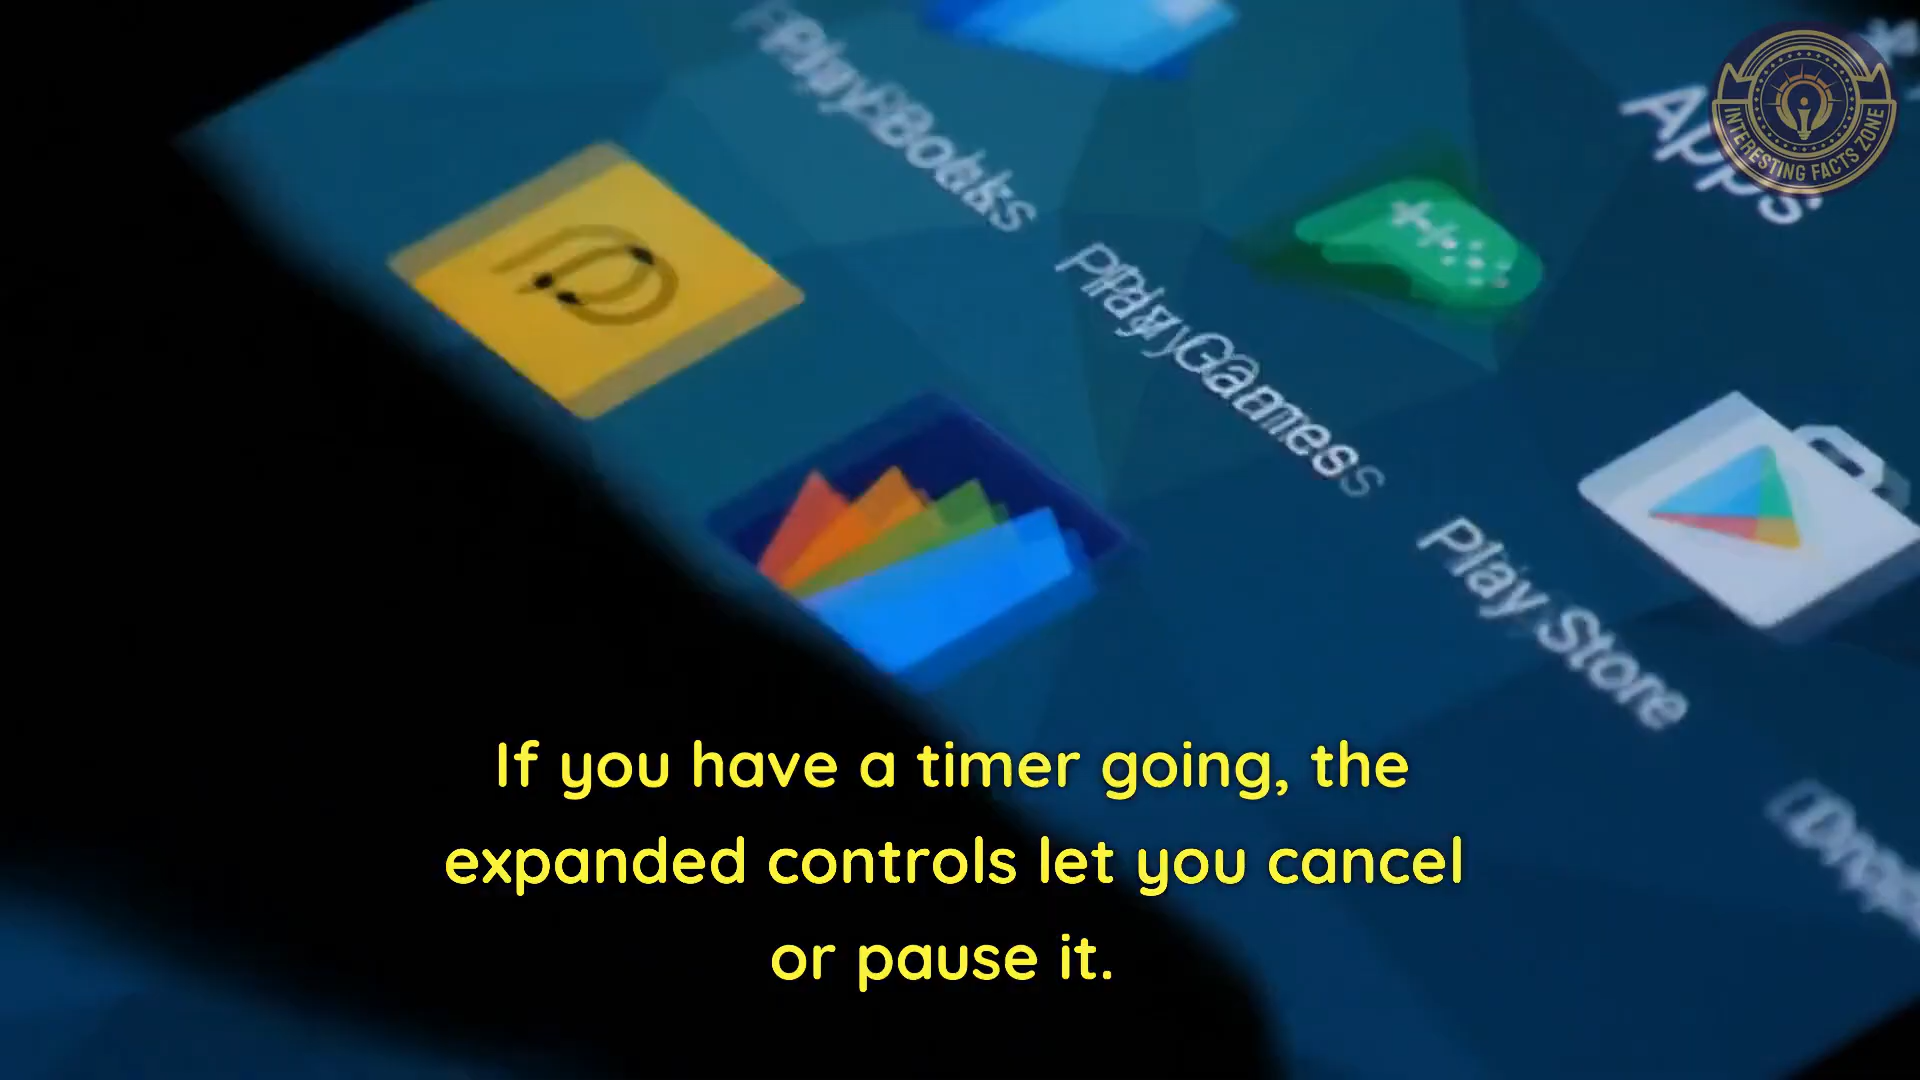 Play Books
Apps
INTERESTING FACTS ZONE
Play Games
Play Store
If you have a timer going, the
expanded controls let you cancel
or pause it.